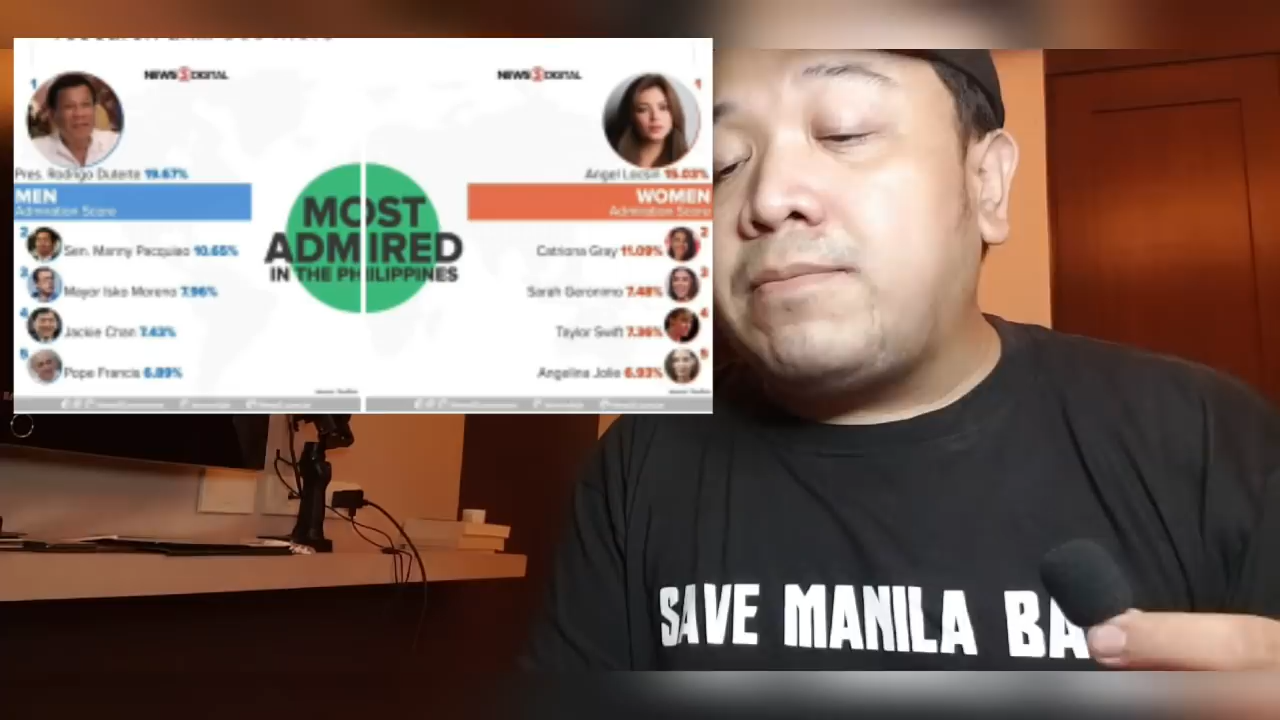 NEWS5 DIGITAL
NEWS5 DIGITAL
1
1
Pres. Rodrigo Duterte 19.67%
Angel Locsin 15.03%
MEN
Admiration Score
WOMEN
Admiration Score
MOST
ADMIRED
IN THE PHILIPPINES
2
Sen. Manny Pacquiao 10.65%
Catriona Gray 11.09%
2
3
Mayor Isko Moreno 7.96%
Sarah Geronimo 7.48%
3
4
Jackie Chan 7.43%
Taylor Swift 7.36%
4
5
Pope Francis 6.89%
Angelina Jolie 6.93%
5
SAVE MANILA BA